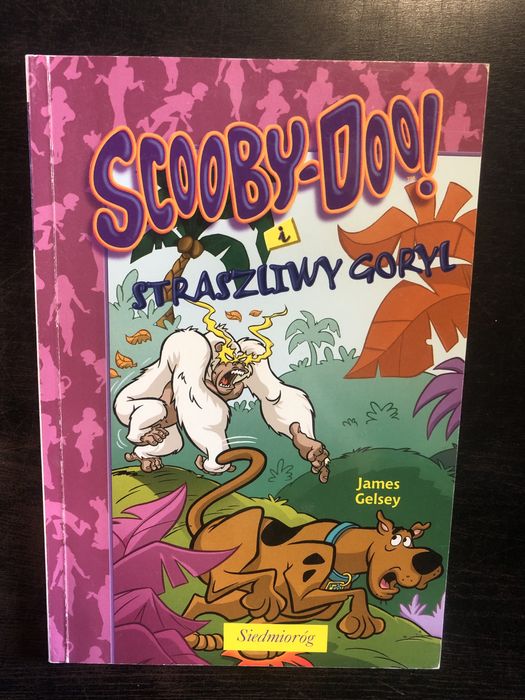 SCOOBY-DOO!
i
STRASZLIWY GORYL
James
Gelsey
Siedmioróg